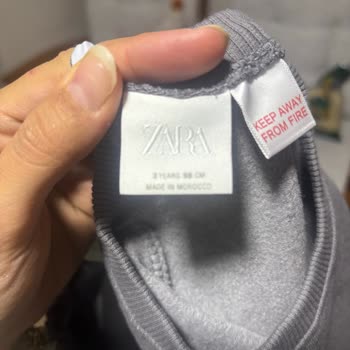 ZARA
3 YEARS 98 CM
MADE IN MOROCCO
KEEP AWAY
FROM FIRE